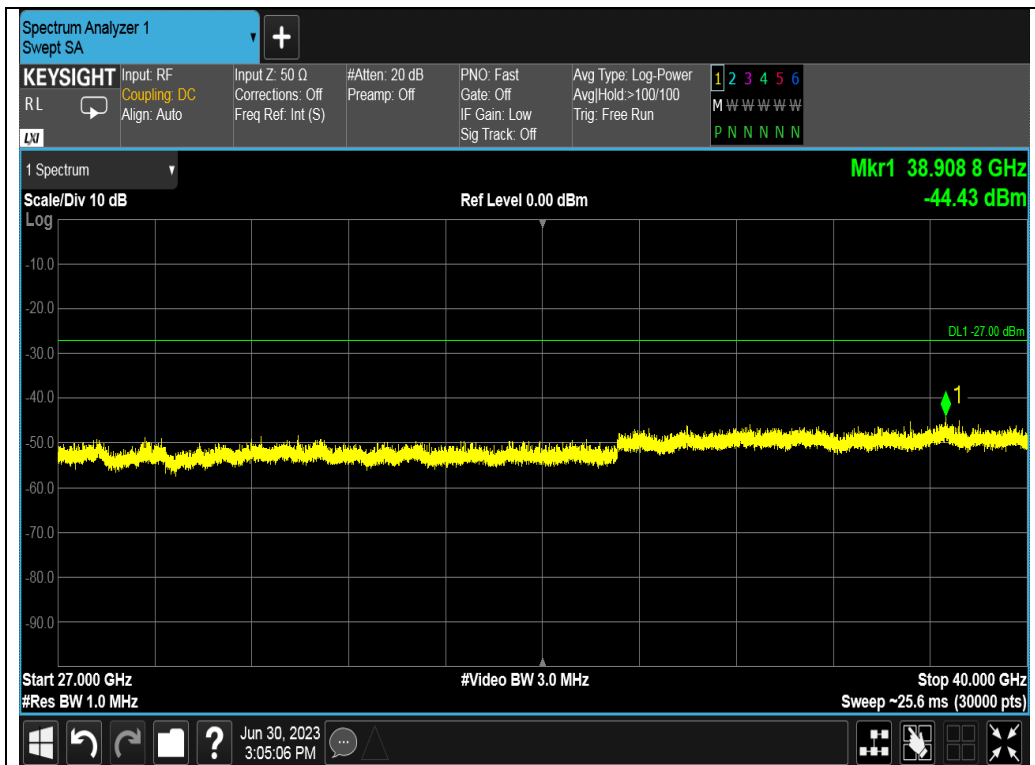 Spectrum Analyzer 1
Swept SA
+
KEYSIGHT
RL
LXI
Input: RF
Coupling: DC
Align: Auto
Input Z: 50 Ω
Corrections: Off
Freq Ref: Int (S)
#Atten: 20 dB
Preamp: Off
PNO: Fast
Gate: Off
IF Gain: Low
Sig Track: Off
Avg Type: Log-Power
Avg|Hold:>100/100
Trig: Free Run
1 2 3 4 5 6
M W W W W W
P N N N N N
1 Spectrum
Mkr1 38.908 8 GHz
-44.43 dBm
Scale/Div 10 dB
Ref Level 0.00 dBm
Log
-10.0
-20.0
DL1 -27.00 dBm
-30.0
-40.0
1
-50.0
-60.0
-70.0
-80.0
-90.0
Start 27.000 GHz
#Video BW 3.0 MHz
Stop 40.000 GHz
#Res BW 1.0 MHz
Sweep ~25.6 ms (30000 pts)
?
Jun 30, 2023
3:05:06 PM